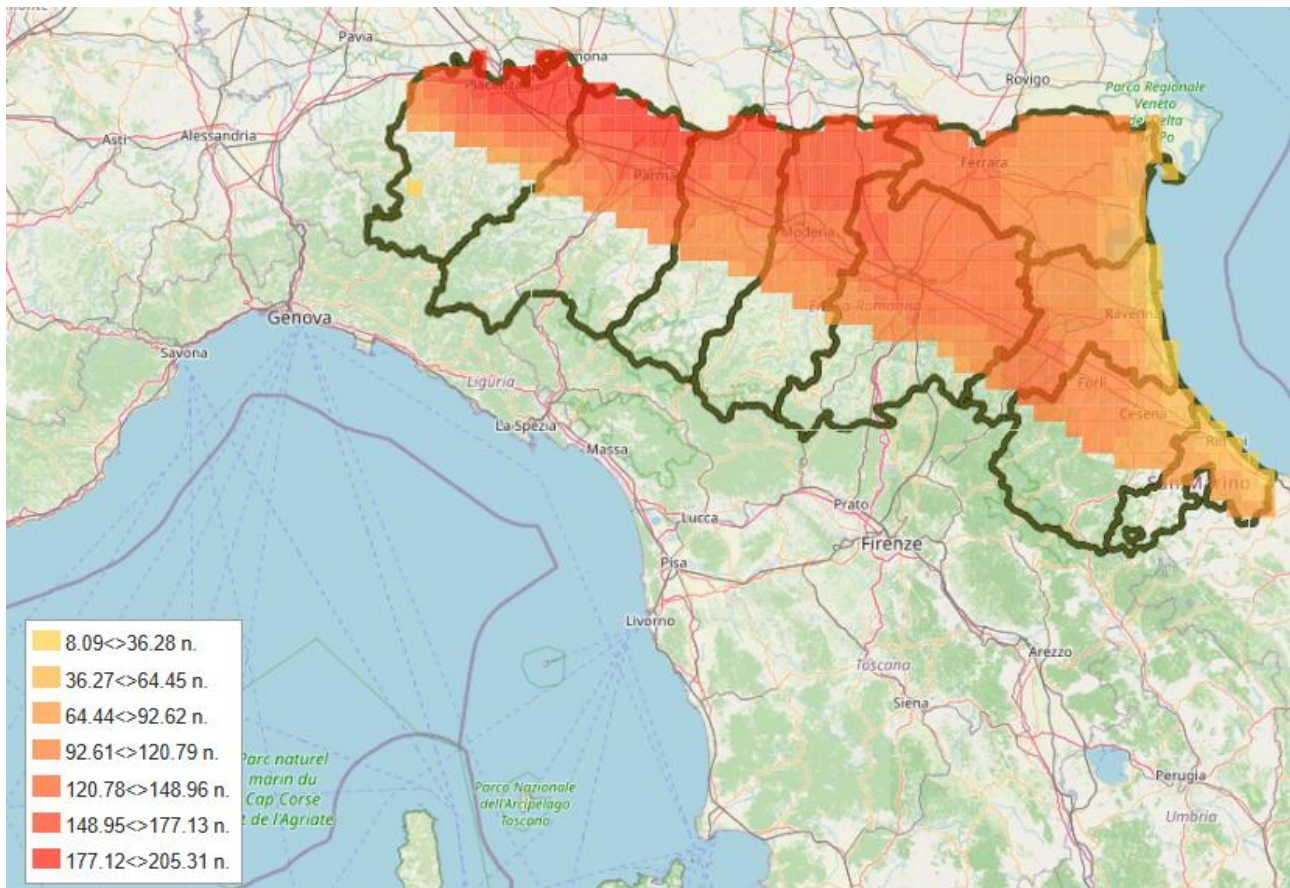 Pavia
Piacenza
Rovigo
Parco Regionale
Veneto
del Delta
del Po
Asti
Alessandria
Ferrara
Parma
Modena
Emilia-Romagna
Ravenna
Genova
Savona
Liguria
Forlì
Cesena
La Spezia
Massa
San Marino
Prato
Lucca
Firenze
Pisa
Livorno
Arezzo
Toscana
Siena
Perugia
Umbria
Parc naturel
marin du
Cap Corse
et de l'Agriate
Parco Nazionale
dell'Arcipelago
Toscano
8.09<>36.28 n.
36.27<>64.45 n.
64.44<>92.62 n.
92.61<>120.79 n.
120.78<>148.96 n.
148.95<>177.13 n.
177.12<>205.31 n.